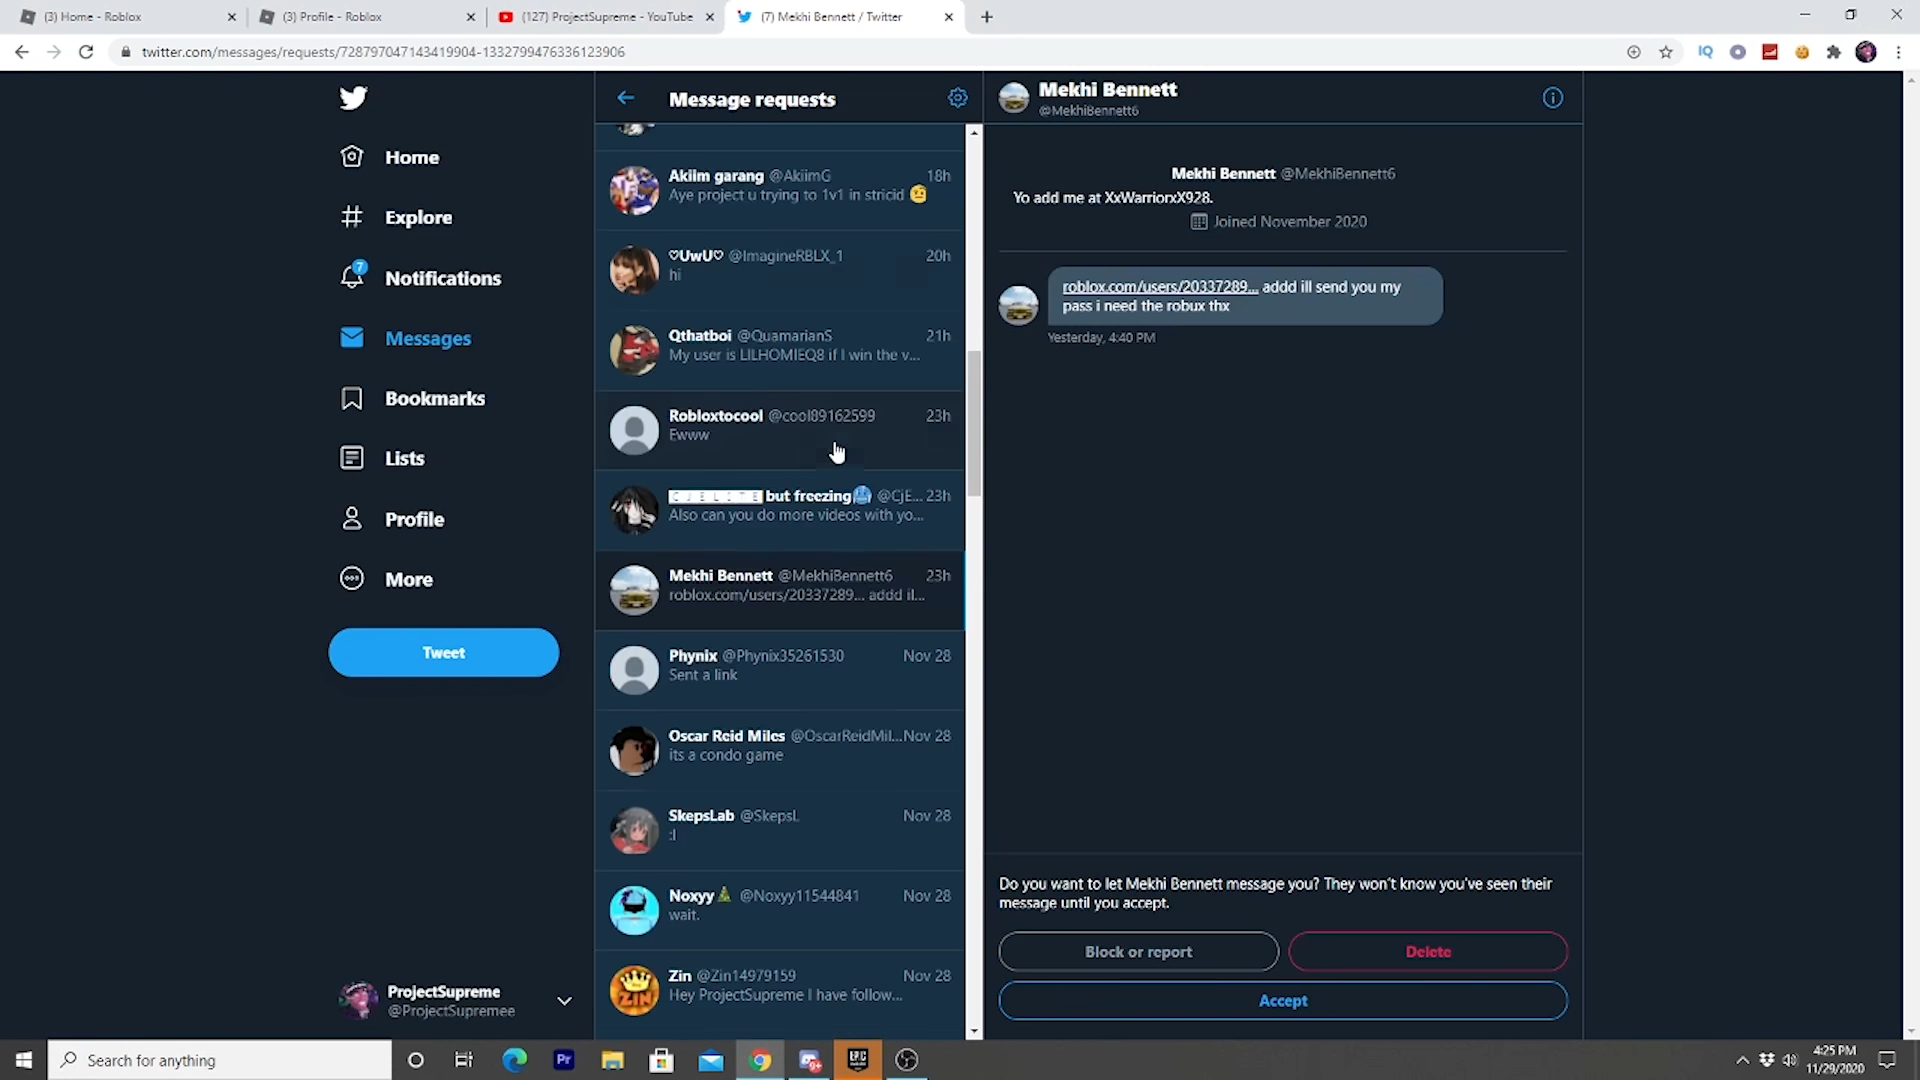 (3) Home - Roblox
(3) Profile - Roblox
(127) ProjectSupreme - YouTube
(7) Mekhi Bennett / Twitter
twitter.com/messages/requests/728797047143419904-1332799476336123906
IQ
Home
Explore
7
Notifications
Messages
Bookmarks
Lists
Profile
More
Tweet
ProjectSupreme
@ProjectSupremee
Message requests
Akiim garang @AkiimG 18h
Aye project u trying to 1v1 in stricid 🤨
♡UwU♡ @ImagineRBLX_1 20h
hi
Qthatboi @QuamarianS 21h
My user is LILHOMIEQ8 if I win the v...
Robloxtocool @cool89162599 23h
Ewww
C J E L I T E but freezing🥶 @CjE... 23h
Also can you do more videos with yo...
Mekhi Bennett @MekhiBennett6 23h
roblox.com/users/20337289... addd il...
Phynix @Phynix35261530 Nov 28
Sent a link
Oscar Reid Miles @OscarReidMil... Nov 28
its a condo game
SkepsLab @SkepsL Nov 28
:I
Noxyy🎄 @Noxyy11544841 Nov 28
wait.
ZIN
Zin @Zin14979159 Nov 28
Hey ProjectSupreme I have follow...
Mekhi Bennett
@MekhiBennett6
Mekhi Bennett @MekhiBennett6
Yo add me at XxWarriorxX928.
Joined November 2020
roblox.com/users/20337289... addd ill send you my
pass i need the robux thx
Yesterday, 4:40 PM
Do you want to let Mekhi Bennett message you? They won't know you've seen their
message until you accept.
Block or report
Delete
Accept
Search for anything
Pr
EPIC
4:25 PM
11/29/2020